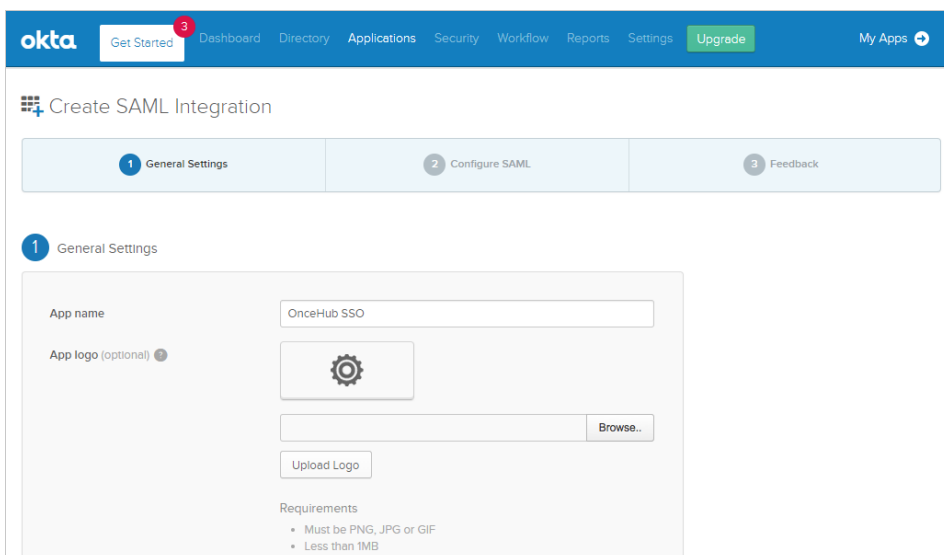 okta Get Started 3 Dashboard Directory Applications Security Workflow Reports Settings Upgrade My Apps
Create SAML Integration
1 General Settings 2 Configure SAML 3 Feedback
1 General Settings
App name OnceHub SSO
App logo (optional) ?
Browse..
Upload Logo
Requirements
• Must be PNG, JPG or GIF
• Less than 1MB